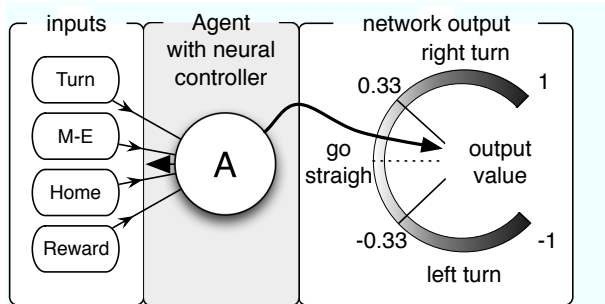 inputs
Turn
M-E
Home
Reward
Agent
with neural
controller
A
network output
right turn
0.33
1
go
straigh
output
value
-0.33
-1
left turn